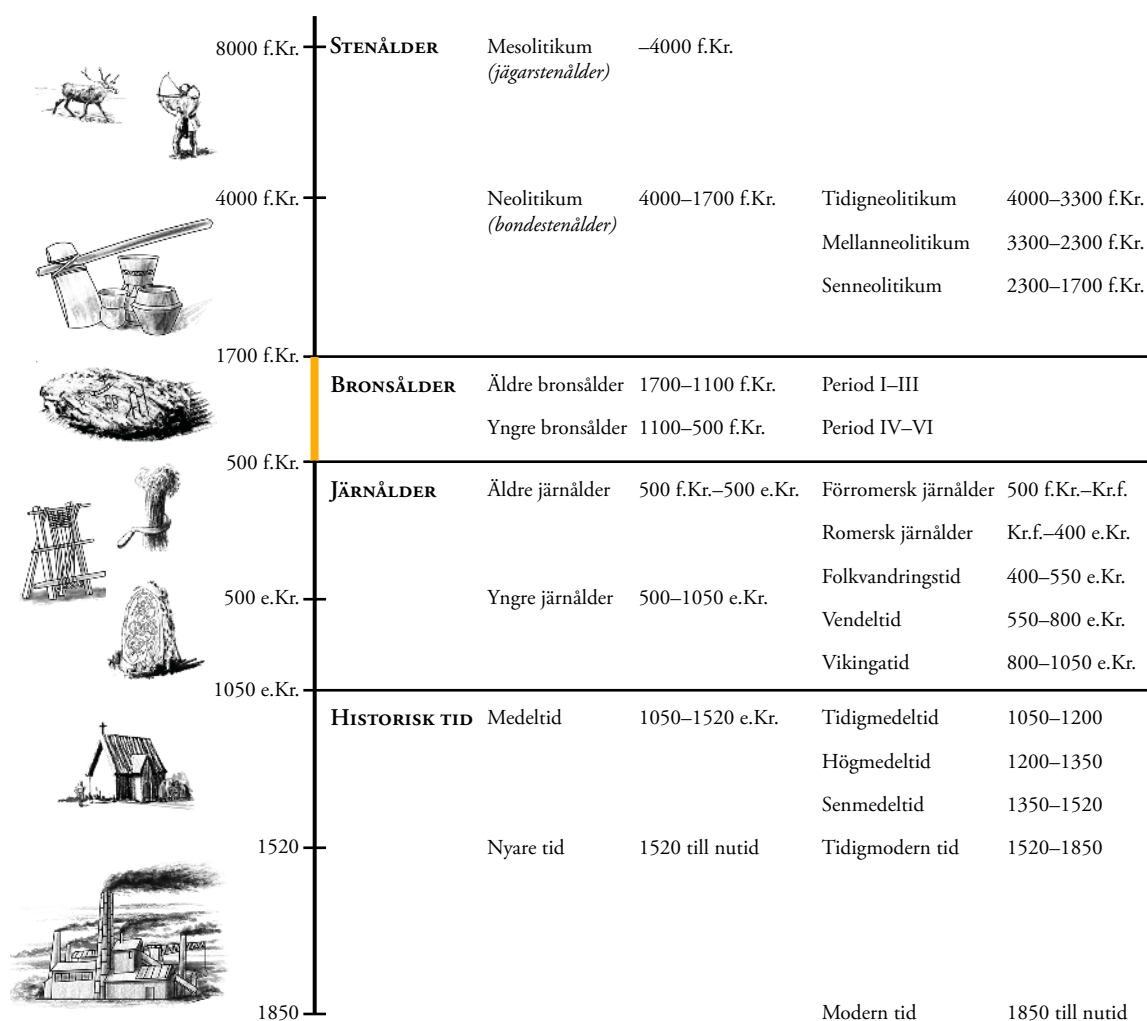 8000 f.Kr. STENÅLDER Mesolitikum –4000 f.Kr.
(jägarstenålder)
4000 f.Kr. Neolitikum 4000–1700 f.Kr. Tidigneolitikum 4000–3300 f.Kr.
(bondestenålder)
Mellanneolitikum 3300–2300 f.Kr.
Senneolitikum 2300–1700 f.Kr.
1700 f.Kr.
BRONSÅLDER Äldre bronsålder 1700–1100 f.Kr. Period I–III
Yngre bronsålder 1100–500 f.Kr. Period IV–VI
500 f.Kr.
JÄRNÅLDER Äldre järnålder 500 f.Kr.–500 e.Kr. Förromersk järnålder 500 f.Kr.–Kr.f.
Romersk järnålder Kr.f.–400 e.Kr.
Folkvandringstid 400–550 e.Kr.
500 e.Kr. Yngre järnålder 500–1050 e.Kr.
Vendeltid 550–800 e.Kr.
Vikingatid 800–1050 e.Kr.
1050 e.Kr.
HISTORISK TID Medeltid 1050–1520 e.Kr. Tidigmedeltid 1050–1200
Högmedeltid 1200–1350
Senmedeltid 1350–1520
1520 Nyare tid 1520 till nutid Tidigmodern tid 1520–1850
1850 Modern tid 1850 till nutid